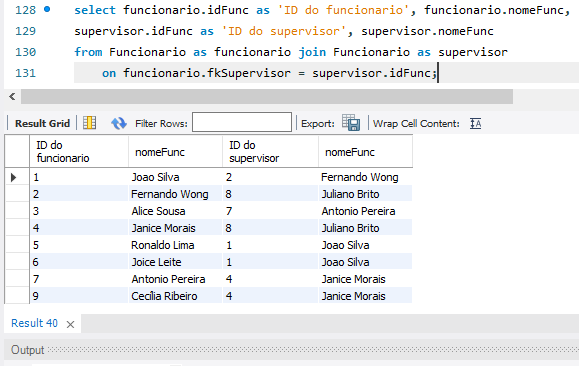 128 select funcionario.idFunc as 'ID do funcionario', funcionario.nomeFunc,
129 supervisor.idFunc as 'ID do supervisor', supervisor.nomeFunc
130 from Funcionario as funcionario join Funcionario as supervisor
131 on funcionario.fkSupervisor = supervisor.idFunc;
Result Grid Filter Rows: Export: Wrap Cell Content:
ID do funcionario nomeFunc ID do supervisor nomeFunc
1 Joao Silva 2 Fernando Wong
2 Fernando Wong 8 Juliano Brito
3 Alice Sousa 7 Antonio Pereira
4 Janice Morais 8 Juliano Brito
5 Ronaldo Lima 1 Joao Silva
6 Joice Leite 1 Joao Silva
7 Antonio Pereira 4 Janice Morais
9 Cecília Ribeiro 4 Janice Morais
Result 40
Output